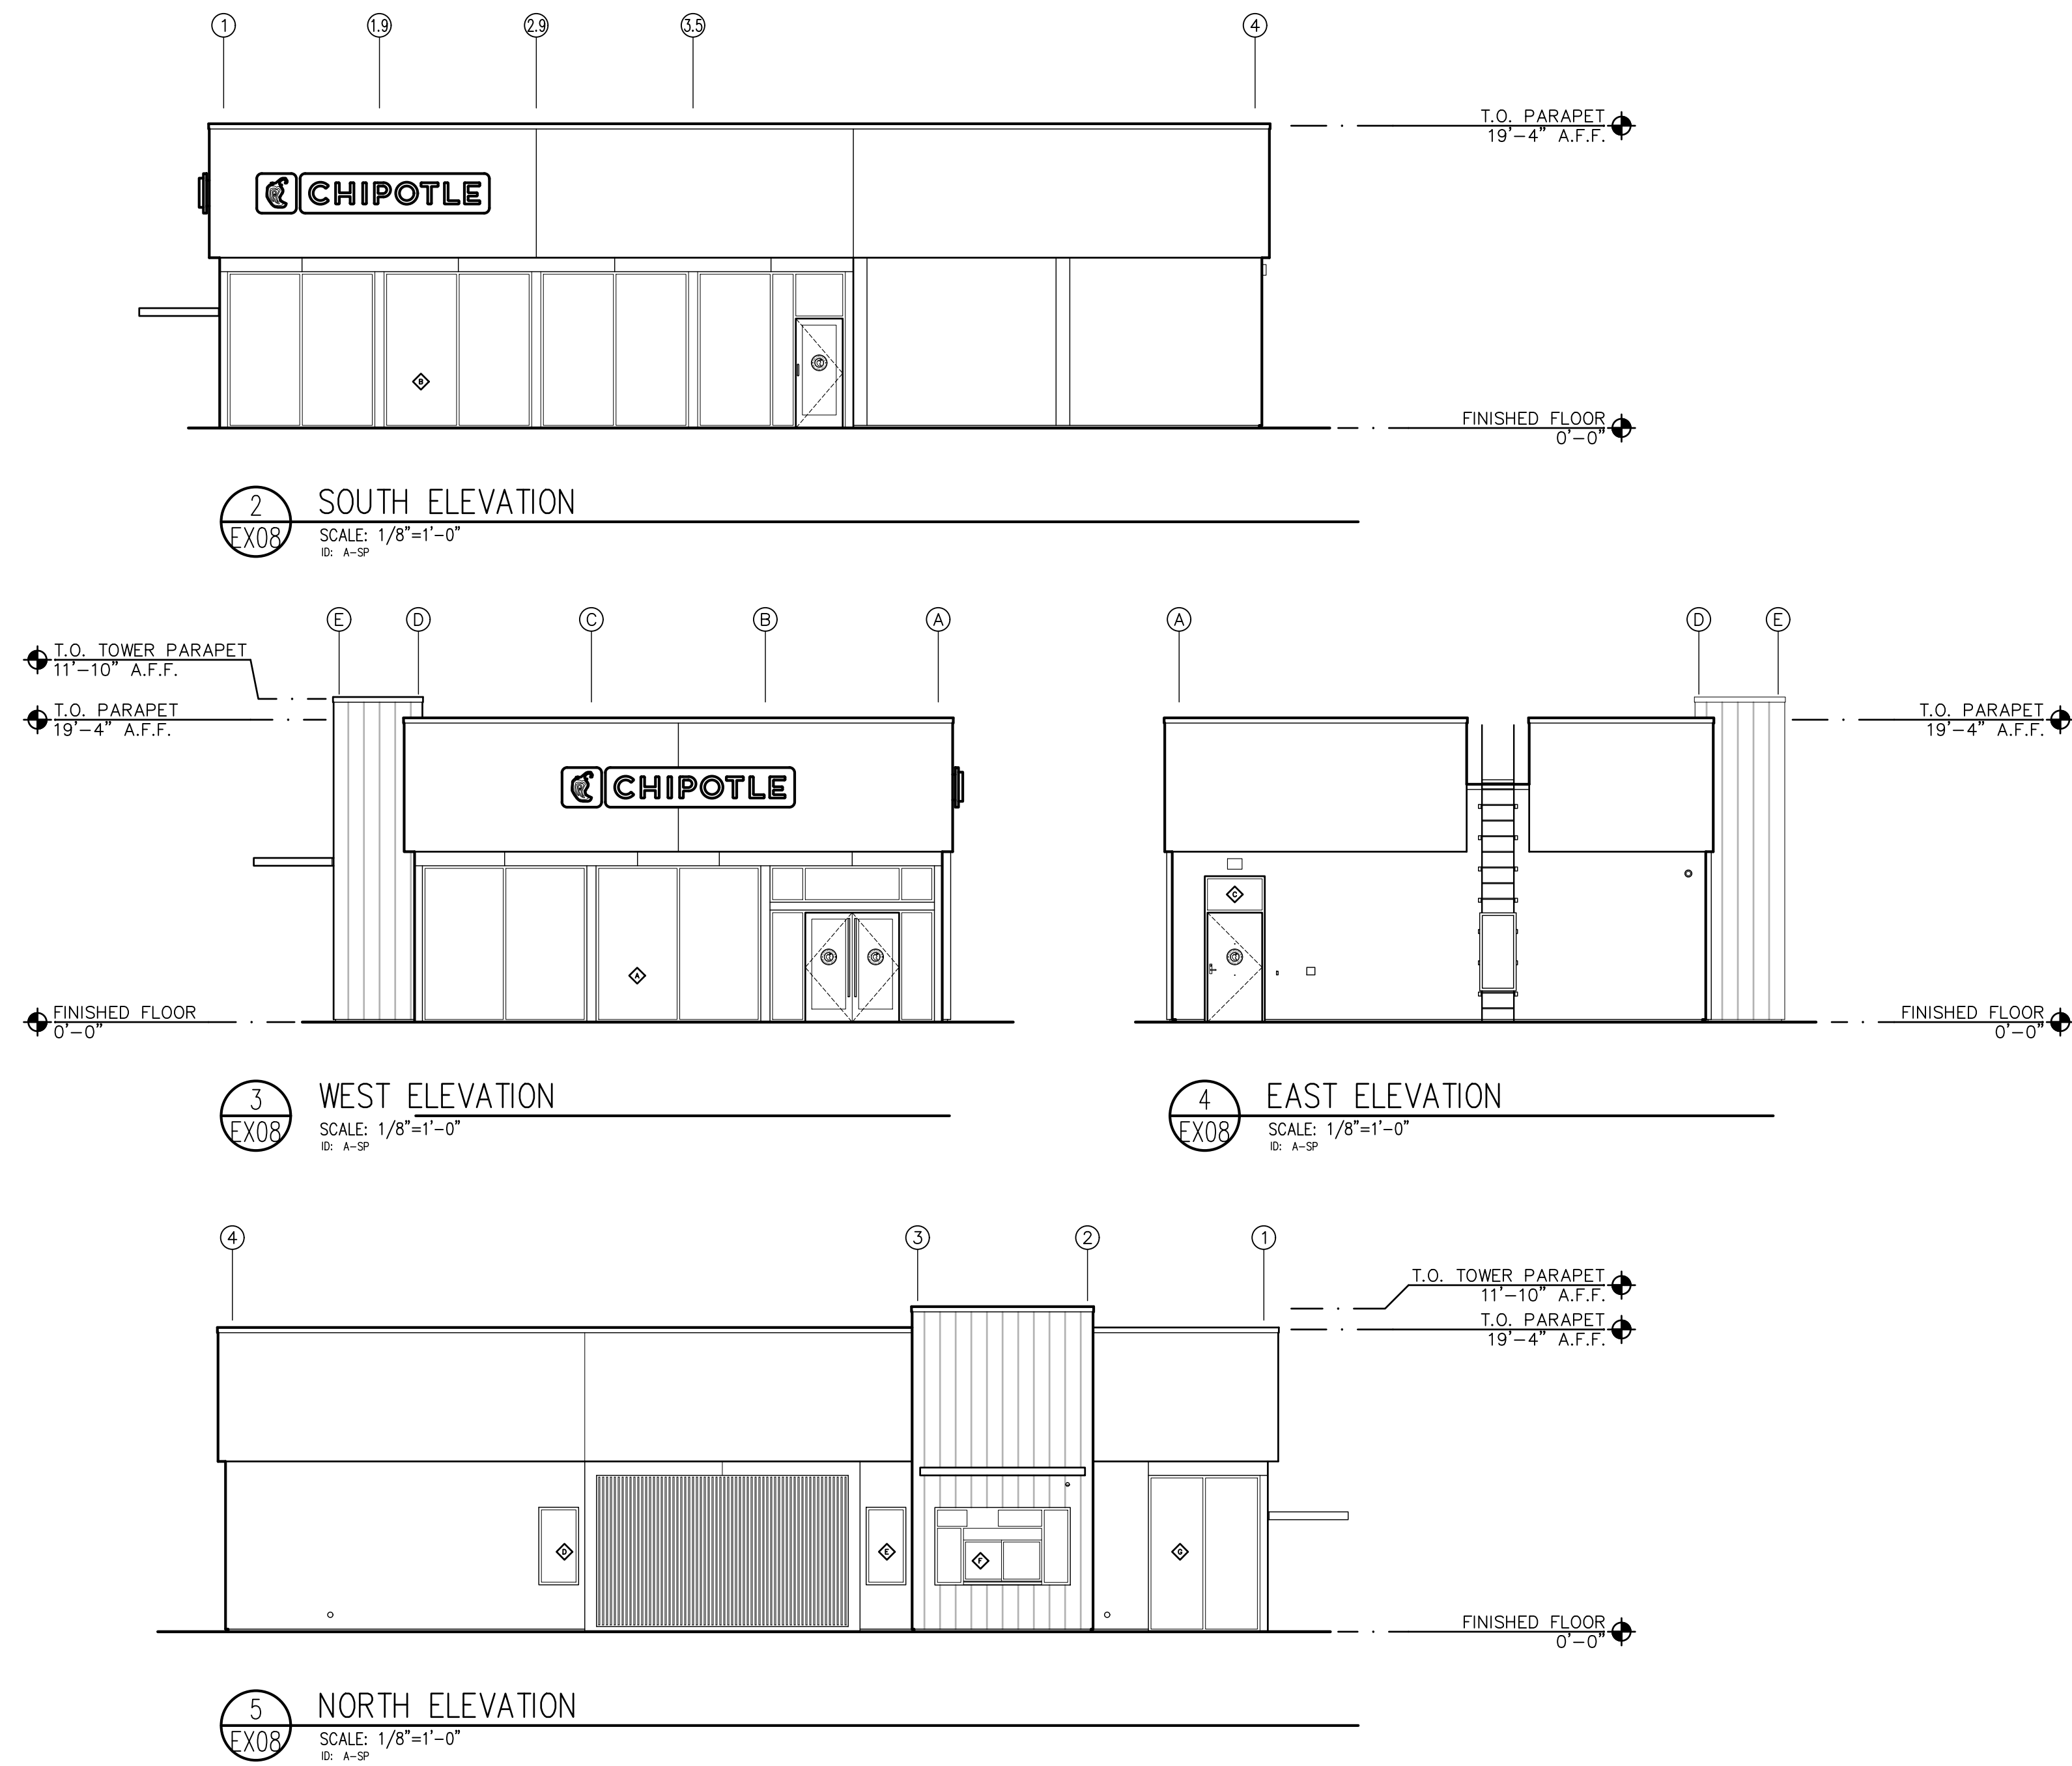 1 1.9 2.9 3.5 4
T.O. PARAPET
19'-4" A.F.F.
CHIPOTLE
B
FINISHED FLOOR
0'-0"
2
EX08
SOUTH ELEVATION
SCALE: 1/8"=1'-0"
ID: A-SP
E D C B A
T.O. TOWER PARAPET
11'-10" A.F.F.
T.O. PARAPET
19'-4" A.F.F.
CHIPOTLE
A
FINISHED FLOOR
0'-0"
3
EX08
WEST ELEVATION
SCALE: 1/8"=1'-0"
ID: A-SP
A D E
T.O. PARAPET
19'-4" A.F.F.
C
FINISHED FLOOR
0'-0"
4
EX08
EAST ELEVATION
SCALE: 1/8"=1'-0"
ID: A-SP
4 3 2 1
T.O. TOWER PARAPET
11'-10" A.F.F.
T.O. PARAPET
19'-4" A.F.F.
D E F G
FINISHED FLOOR
0'-0"
5
EX08
NORTH ELEVATION
SCALE: 1/8"=1'-0"
ID: A-SP